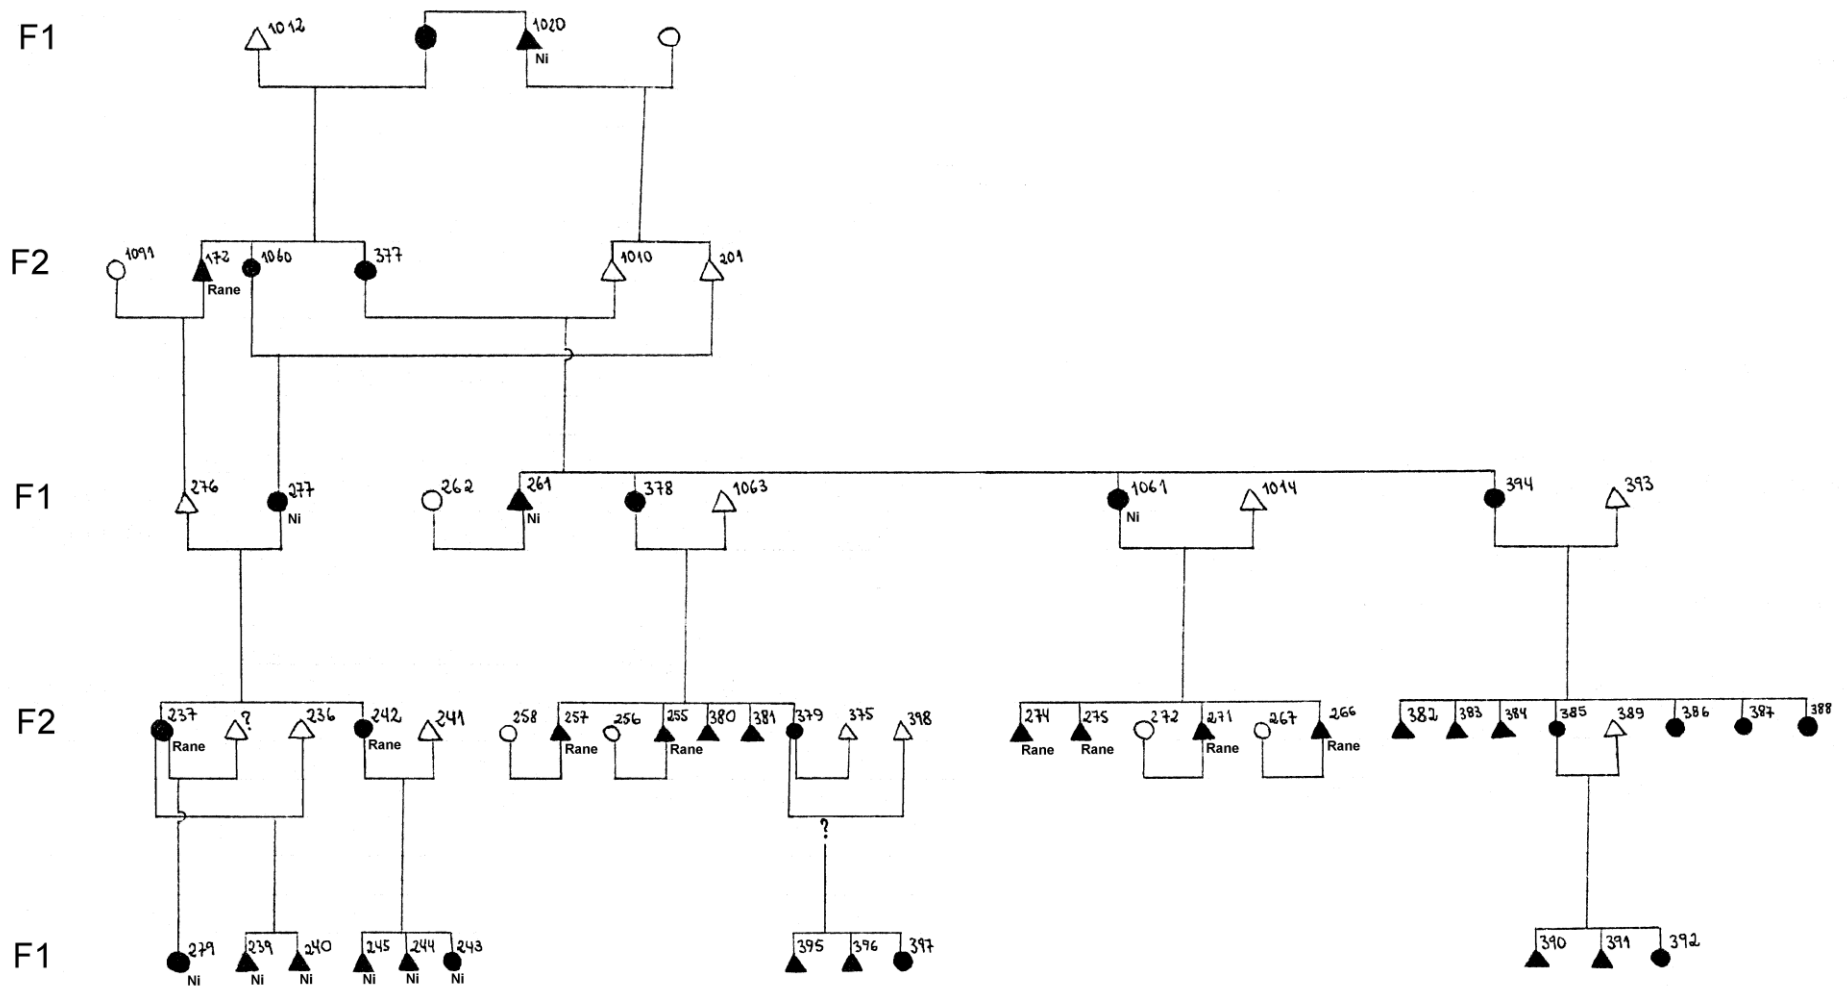 F1 1012 1020
Ni
F2 1091 172 1060 377 1010 201
Rane
F1 276 277 262 261 378 1063 1061 1014 394 393
Ni Ni Ni
F2 237 ? 236 242 241 258 257 256 255 380 381 379 375 398 274 275 272 271 267 266 382 383 384 385 389 386 387 388
Rane Rane Rane Rane Rane Rane Rane Rane
?
F1 279 239 240 245 244 243 395 396 397 390 391 392
Ni Ni Ni Ni Ni Ni